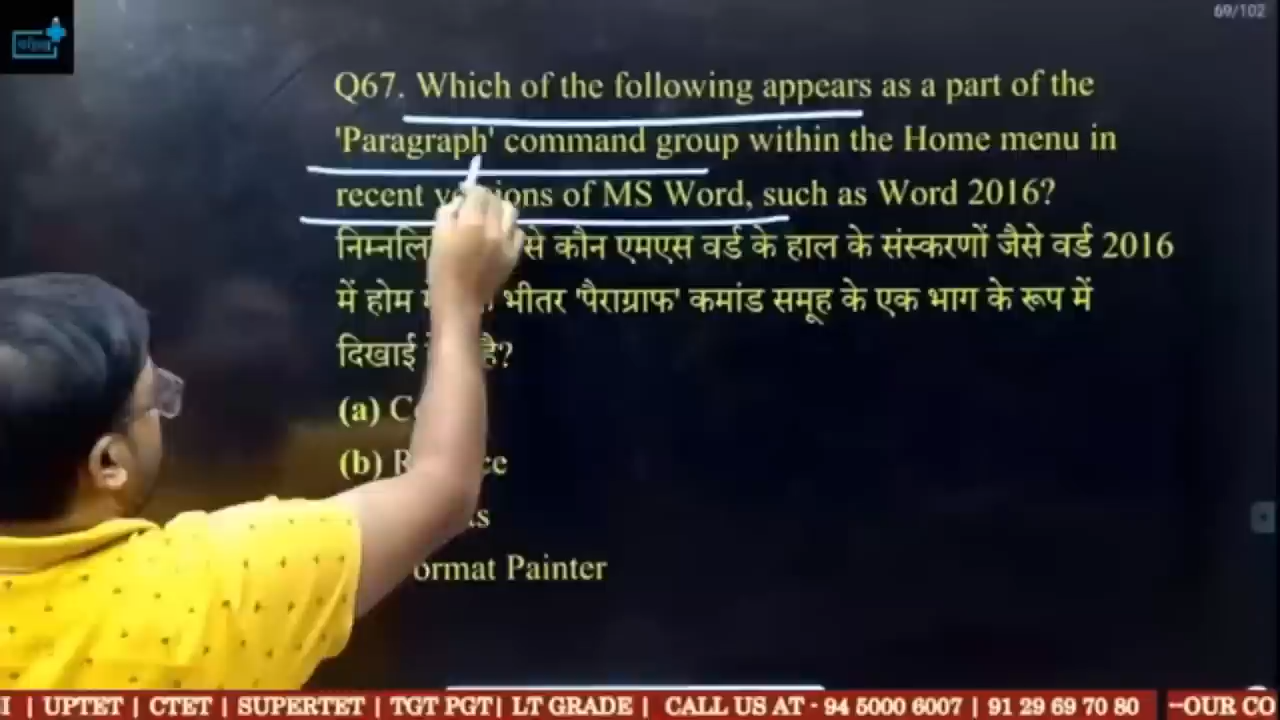 69/102
Q67. Which of the following appears as a part of the
'Paragraph' command group within the Home menu in
recent of MS Word, such as Word 2016?
से कौन एमएस वर्ड के हाल के संस्करणों जैसे वर्ड 2016
में होम भीतर 'पैराग्राफ' कमांड समूह के एक भाग के रूप में
दिखाई है?
(a)
(b)
ormat Painter
I | UPTET | CTET | SUPERTET | TGT PGT| LT GRADE | CALL US AT - 94 5000 6007 | 91 29 69 70 80 --OUR CO